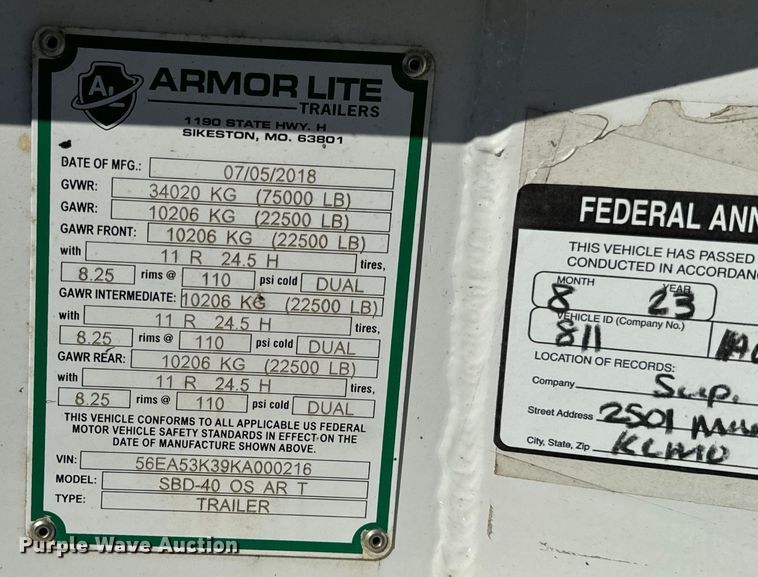 AL
ARMOR LITE
TRAILERS
1190 STATE HWY. H
SIKESTON, MO. 63801
DATE OF MFG.: 07/05/2018
GVWR: 34020 KG (75000 LB)
GAWR: 10206 KG (22500 LB)
GAWR FRONT: 10206 KG (22500 LB)
with 11 R 24.5 H tires,
8.25 rims @ 110 psi cold DUAL
GAWR INTERMEDIATE: 10206 KG (22500 LB)
with 11 R 24.5 H tires,
8.25 rims @ 110 psi cold DUAL
GAWR REAR: 10206 KG (22500 LB)
with 11 R 24.5 H tires,
8.25 rims @ 110 psi cold DUAL
THIS VEHICLE CONFORMS TO ALL APPLICABLE US FEDERAL
MOTOR VEHICLE SAFETY STANDARDS IN EFFECT ON THE
DATE OF MANUFACTURE SHOWN ABOVE.
VIN: 56EA53K39KA000216
MODEL: SBD-40 OS AR T
TYPE: TRAILER
FEDERAL ANN
THIS VEHICLE HAS PASSED
CONDUCTED IN ACCORDANC
MONTH YEAR
8 23
VEHICLE ID (Company No.)
811
LOCATION OF RECORDS:
Company Sup.
Street Address 2501
City, State, Zip KCMO
Purple Wave Auction